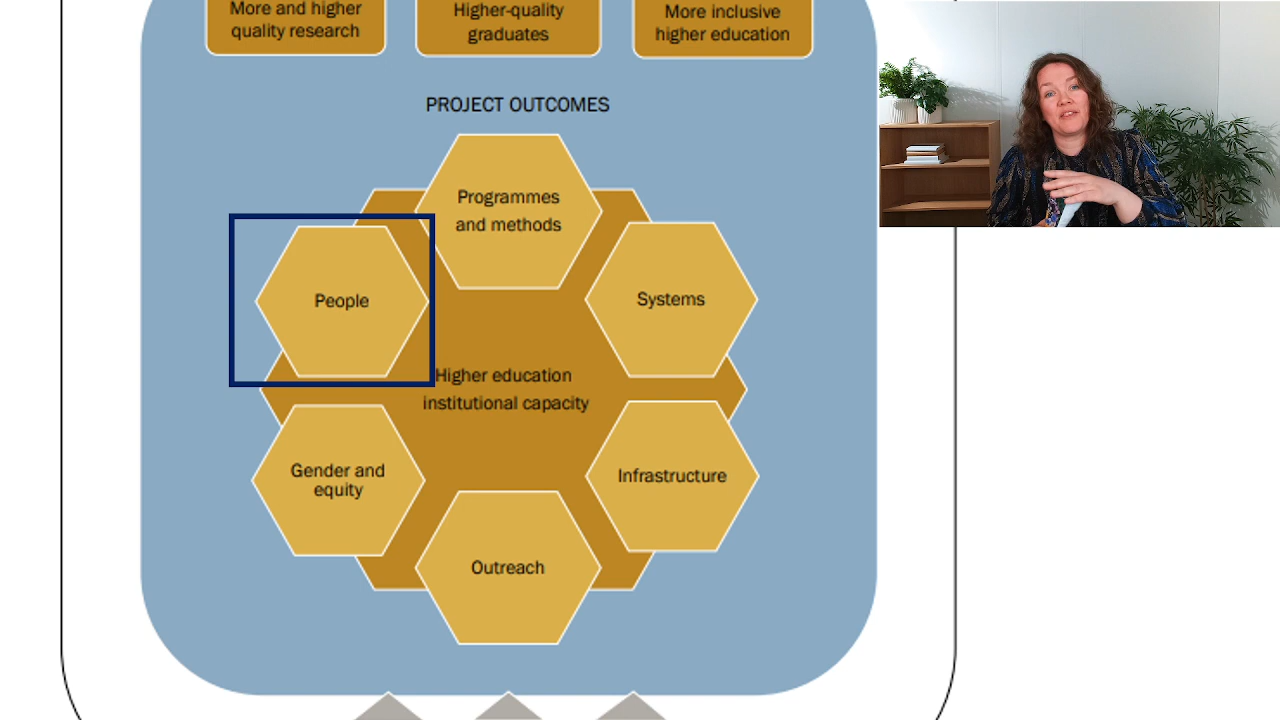 More and higher
quality research
Higher-quality
graduates
More inclusive
higher education
PROJECT OUTCOMES
Programmes
and methods
People
Systems
Higher education
institutional capacity
Gender and
equity
Infrastructure
Outreach